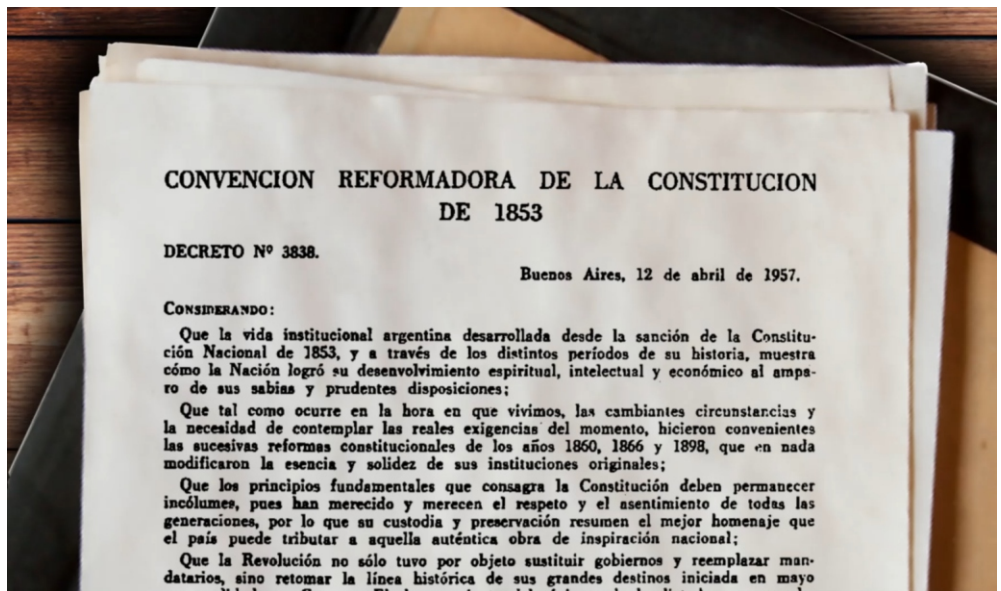 CONVENCION REFORMADORA DE LA CONSTITUCION
DE 1853
DECRETO Nº 3838.
Buenos Aires, 12 de abril de 1957.
CONSIDERANDO:
Que la vida institucional argentina desarrollada desde la sanción de la Constitu-
ción Nacional de 1853, y a través de los distintos períodos de su historia, muestra
cómo la Nación logró su desenvolvimiento espiritual, intelectual y económico al ampa-
ro de sus sabias y prudentes disposiciones;
Que tal como ocurre en la hora en que vivimos, las cambiantes circunstancias y
la necesidad de contemplar las reales exigencias del momento, hicieron convenientes
las sucesivas reformas constitucionales de los años 1860, 1866 y 1898, que en nada
modificaron la esencia y solidez de sus instituciones originales;
Que los principios fundamentales que consagra la Constitución deben permanecer
incólumes, pues han merecido y merecen el respeto y el asentimiento de todas las
generaciones, por lo que su custodia y preservación resumen el mejor homenaje que
el país puede tributar a aquella auténtica obra de inspiración nacional;
Que la Revolución no sólo tuvo por objeto sustituir gobiernos y reemplazar man-
datarios, sino retomar la línea histórica de sus grandes destinos iniciada en mayo